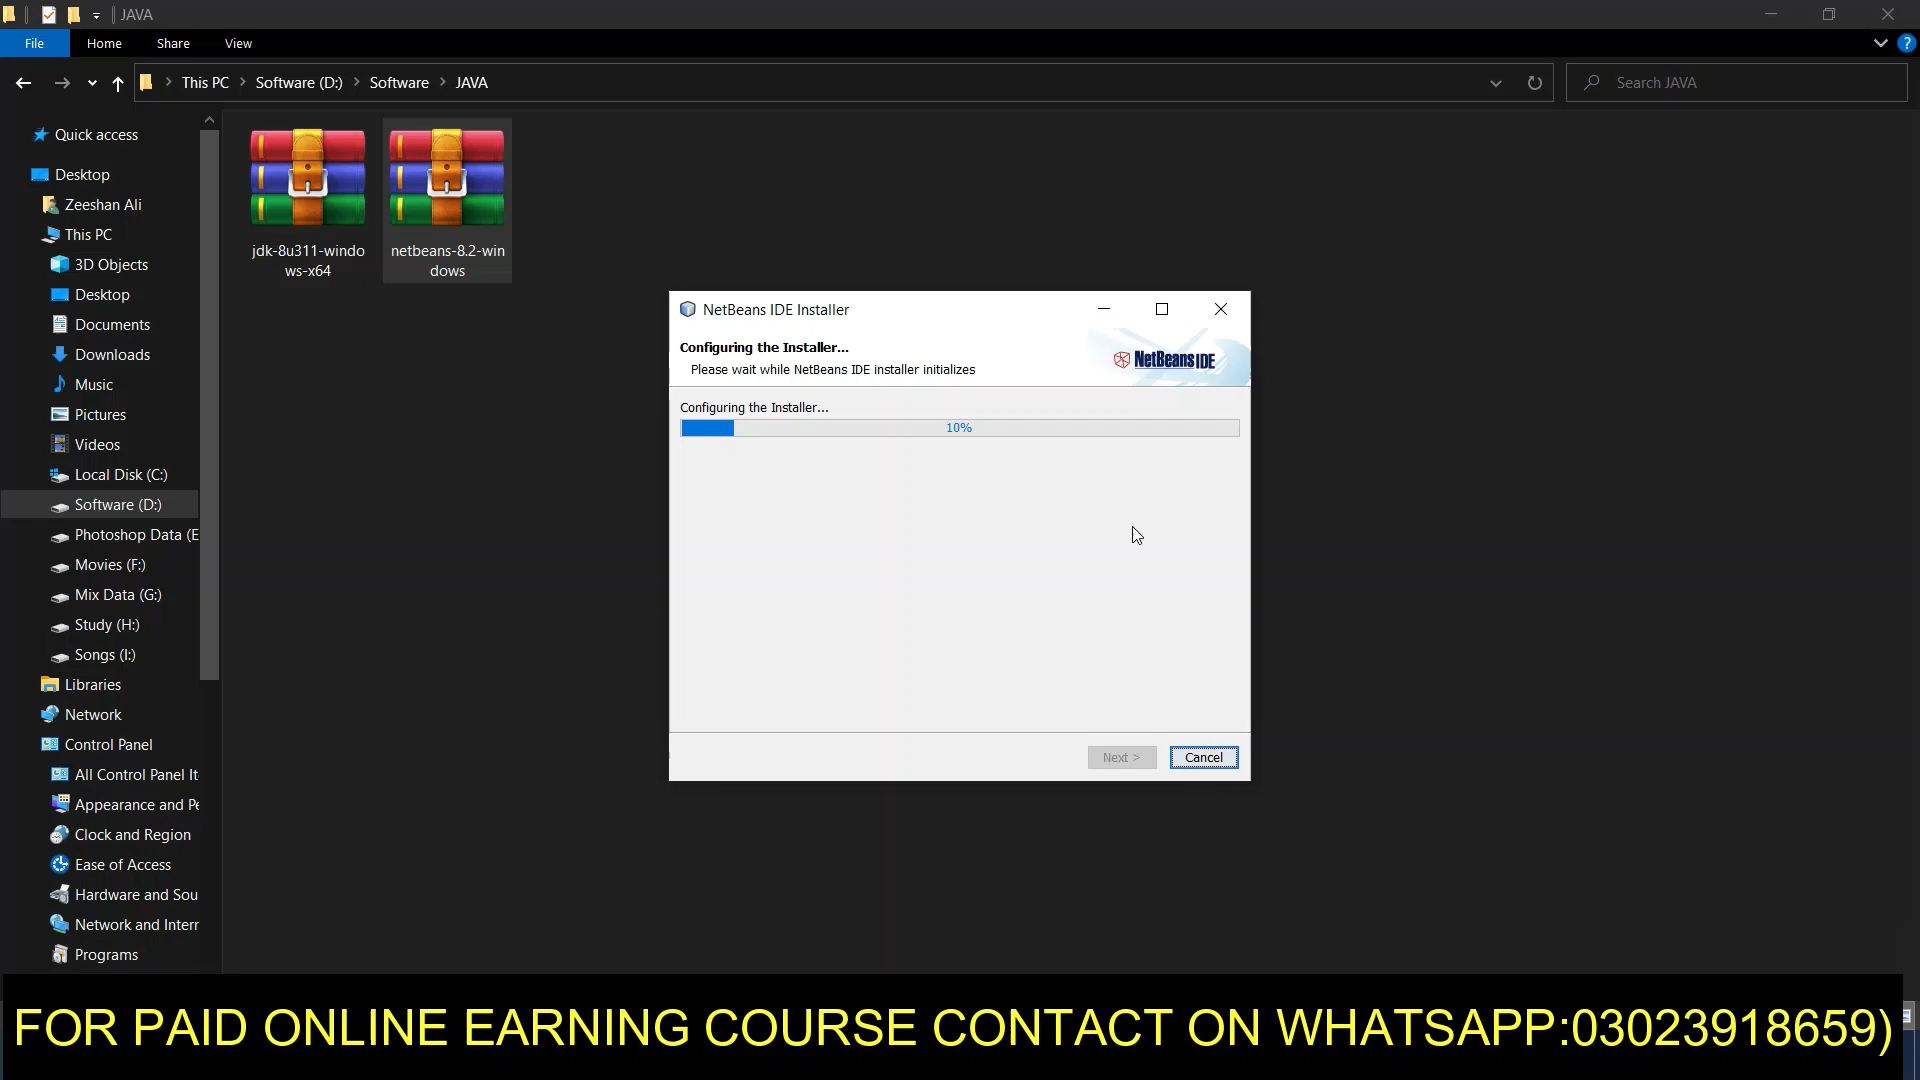 JAVA
File
Home
Share
View
This PC > Software (D:) > Software > JAVA
Search JAVA
Quick access
Desktop
Zeeshan Ali
This PC
3D Objects
Desktop
Documents
Downloads
Music
Pictures
Videos
Local Disk (C:)
Software (D:)
Photoshop Data (E
Movies (F:)
Mix Data (G:)
Study (H:)
Songs (I:)
Libraries
Network
Control Panel
All Control Panel It
Appearance and Pe
Clock and Region
Ease of Access
Hardware and Sou
Network and Intern
Programs
jdk-8u311-windo
ws-x64
netbeans-8.2-win
dows
NetBeans IDE Installer
Configuring the Installer...
Please wait while NetBeans IDE installer initializes
NetBeans IDE
Configuring the Installer...
10%
Next >
Cancel
FOR PAID ONLINE EARNING COURSE CONTACT ON WHATSAPP:03023918659)